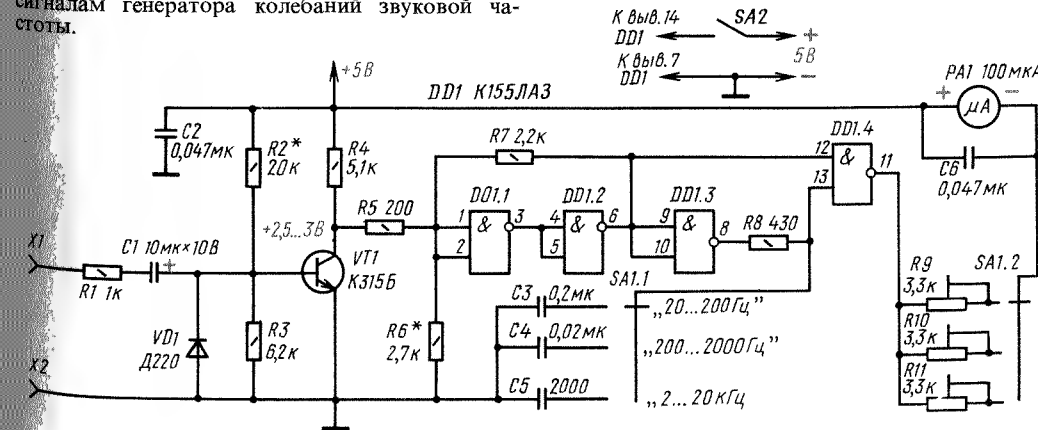 сигналам генератора колебаний звуковой ча-
стоты.
К выв.14
DD1
SA2
+
5В
К выв.7
DD1
−
+5В
DD1 К155ЛА3
PA1 100мкА
+
−
μA
C2
0,047мк
R2*
20к
R4
5,1к
R7 2,2к
DD1.4
12
&
13
11
C6
0,047мк
R5 200
DD1.1
1
&
2
3
DD1.2
4
&
5
6
DD1.3
9
&
10
8
R8 430
+2,5...3В
X1
C1 10мк×10В
+
R1 1к
VT1
К315Б
SA1.1
C3
0,2мк
„20...200Гц”
C4
0,02мк
„200...2000Гц”
C5
2000
„2...20кГц
R9
3,3к
SA1.2
R10
3,3к
R11
3,3к
VD1
Д220
R3
6,2к
R6*
2,7к
X2